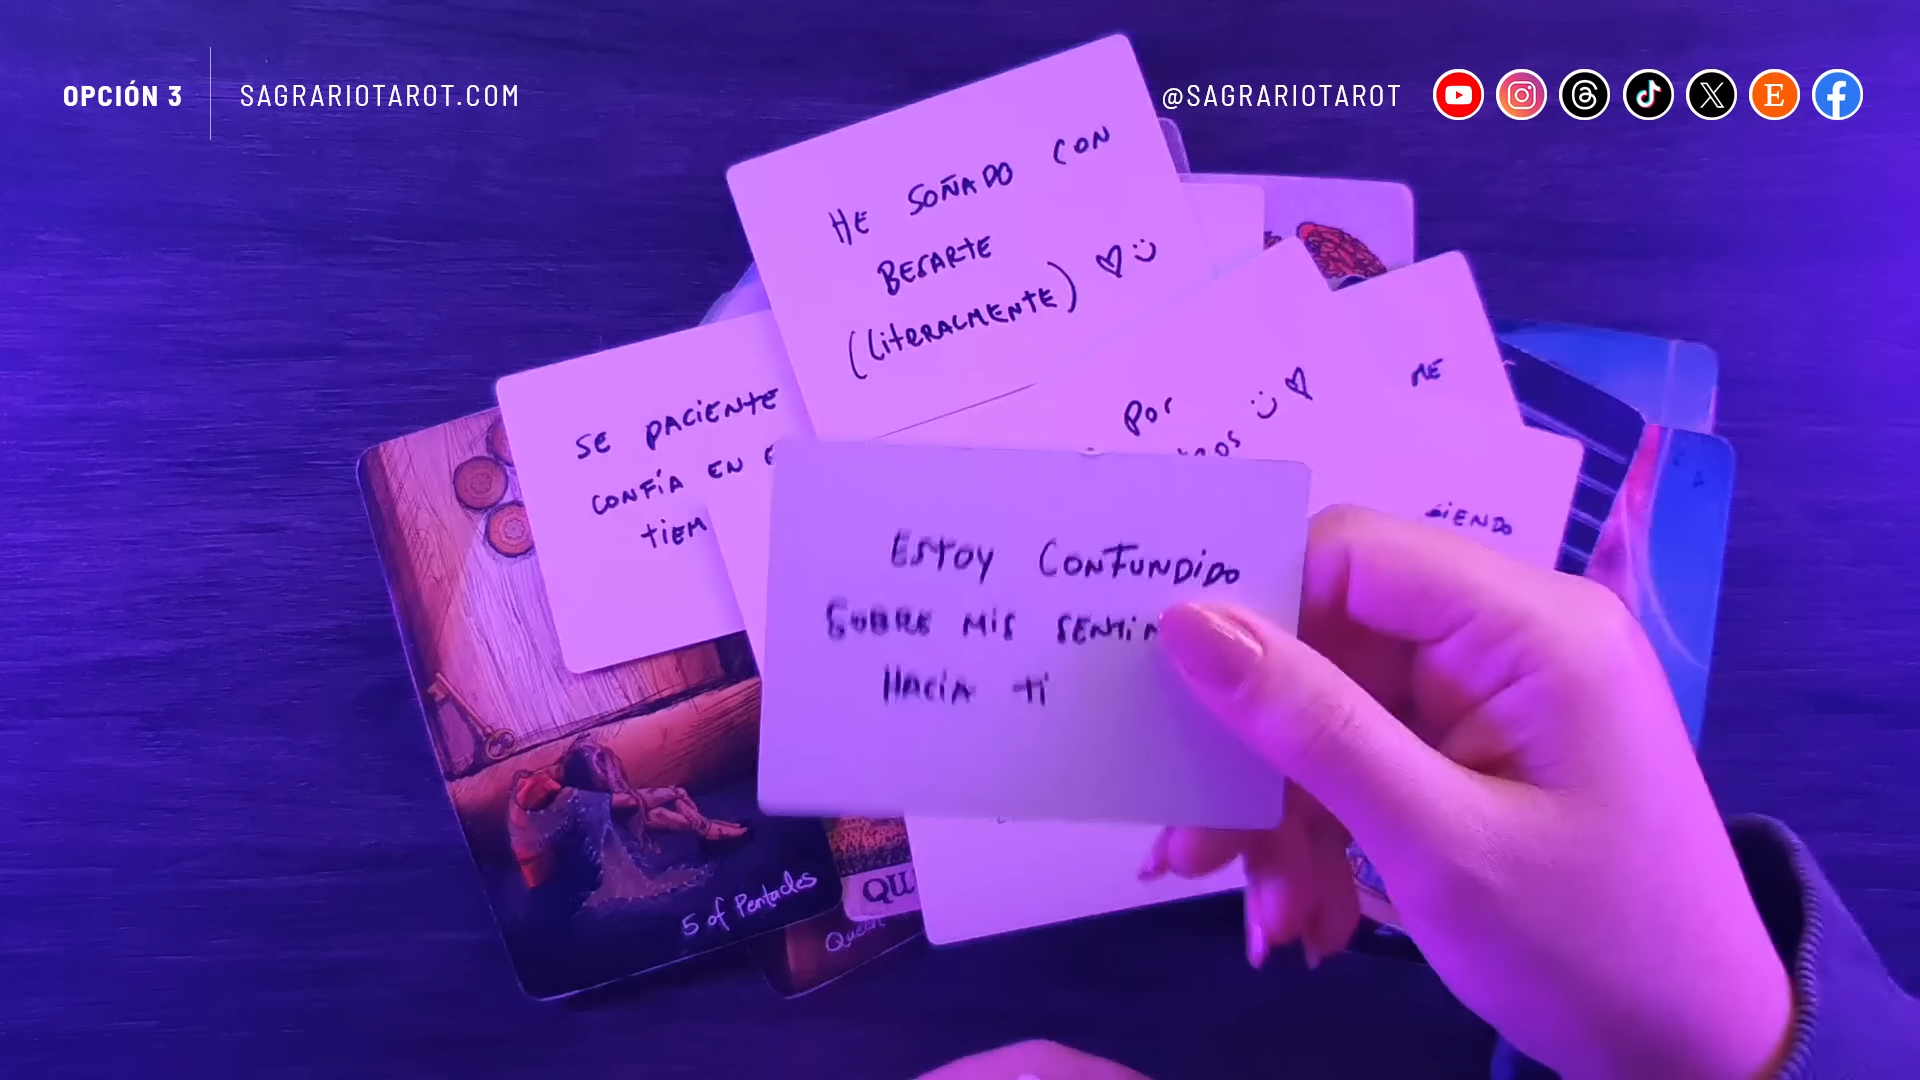 OPCIÓN 3
SAGRARIOTAROT.COM
@SAGRARIOTAROT
HE SOÑADO CON
BESARTE
(LITERALMENTE)
SE PACIENTE
CONFÍA EN
POR
ME
ESTOY CONFUNDIDO
SOBRE MIS
HACIA TI
5 of Pentacles
Queen